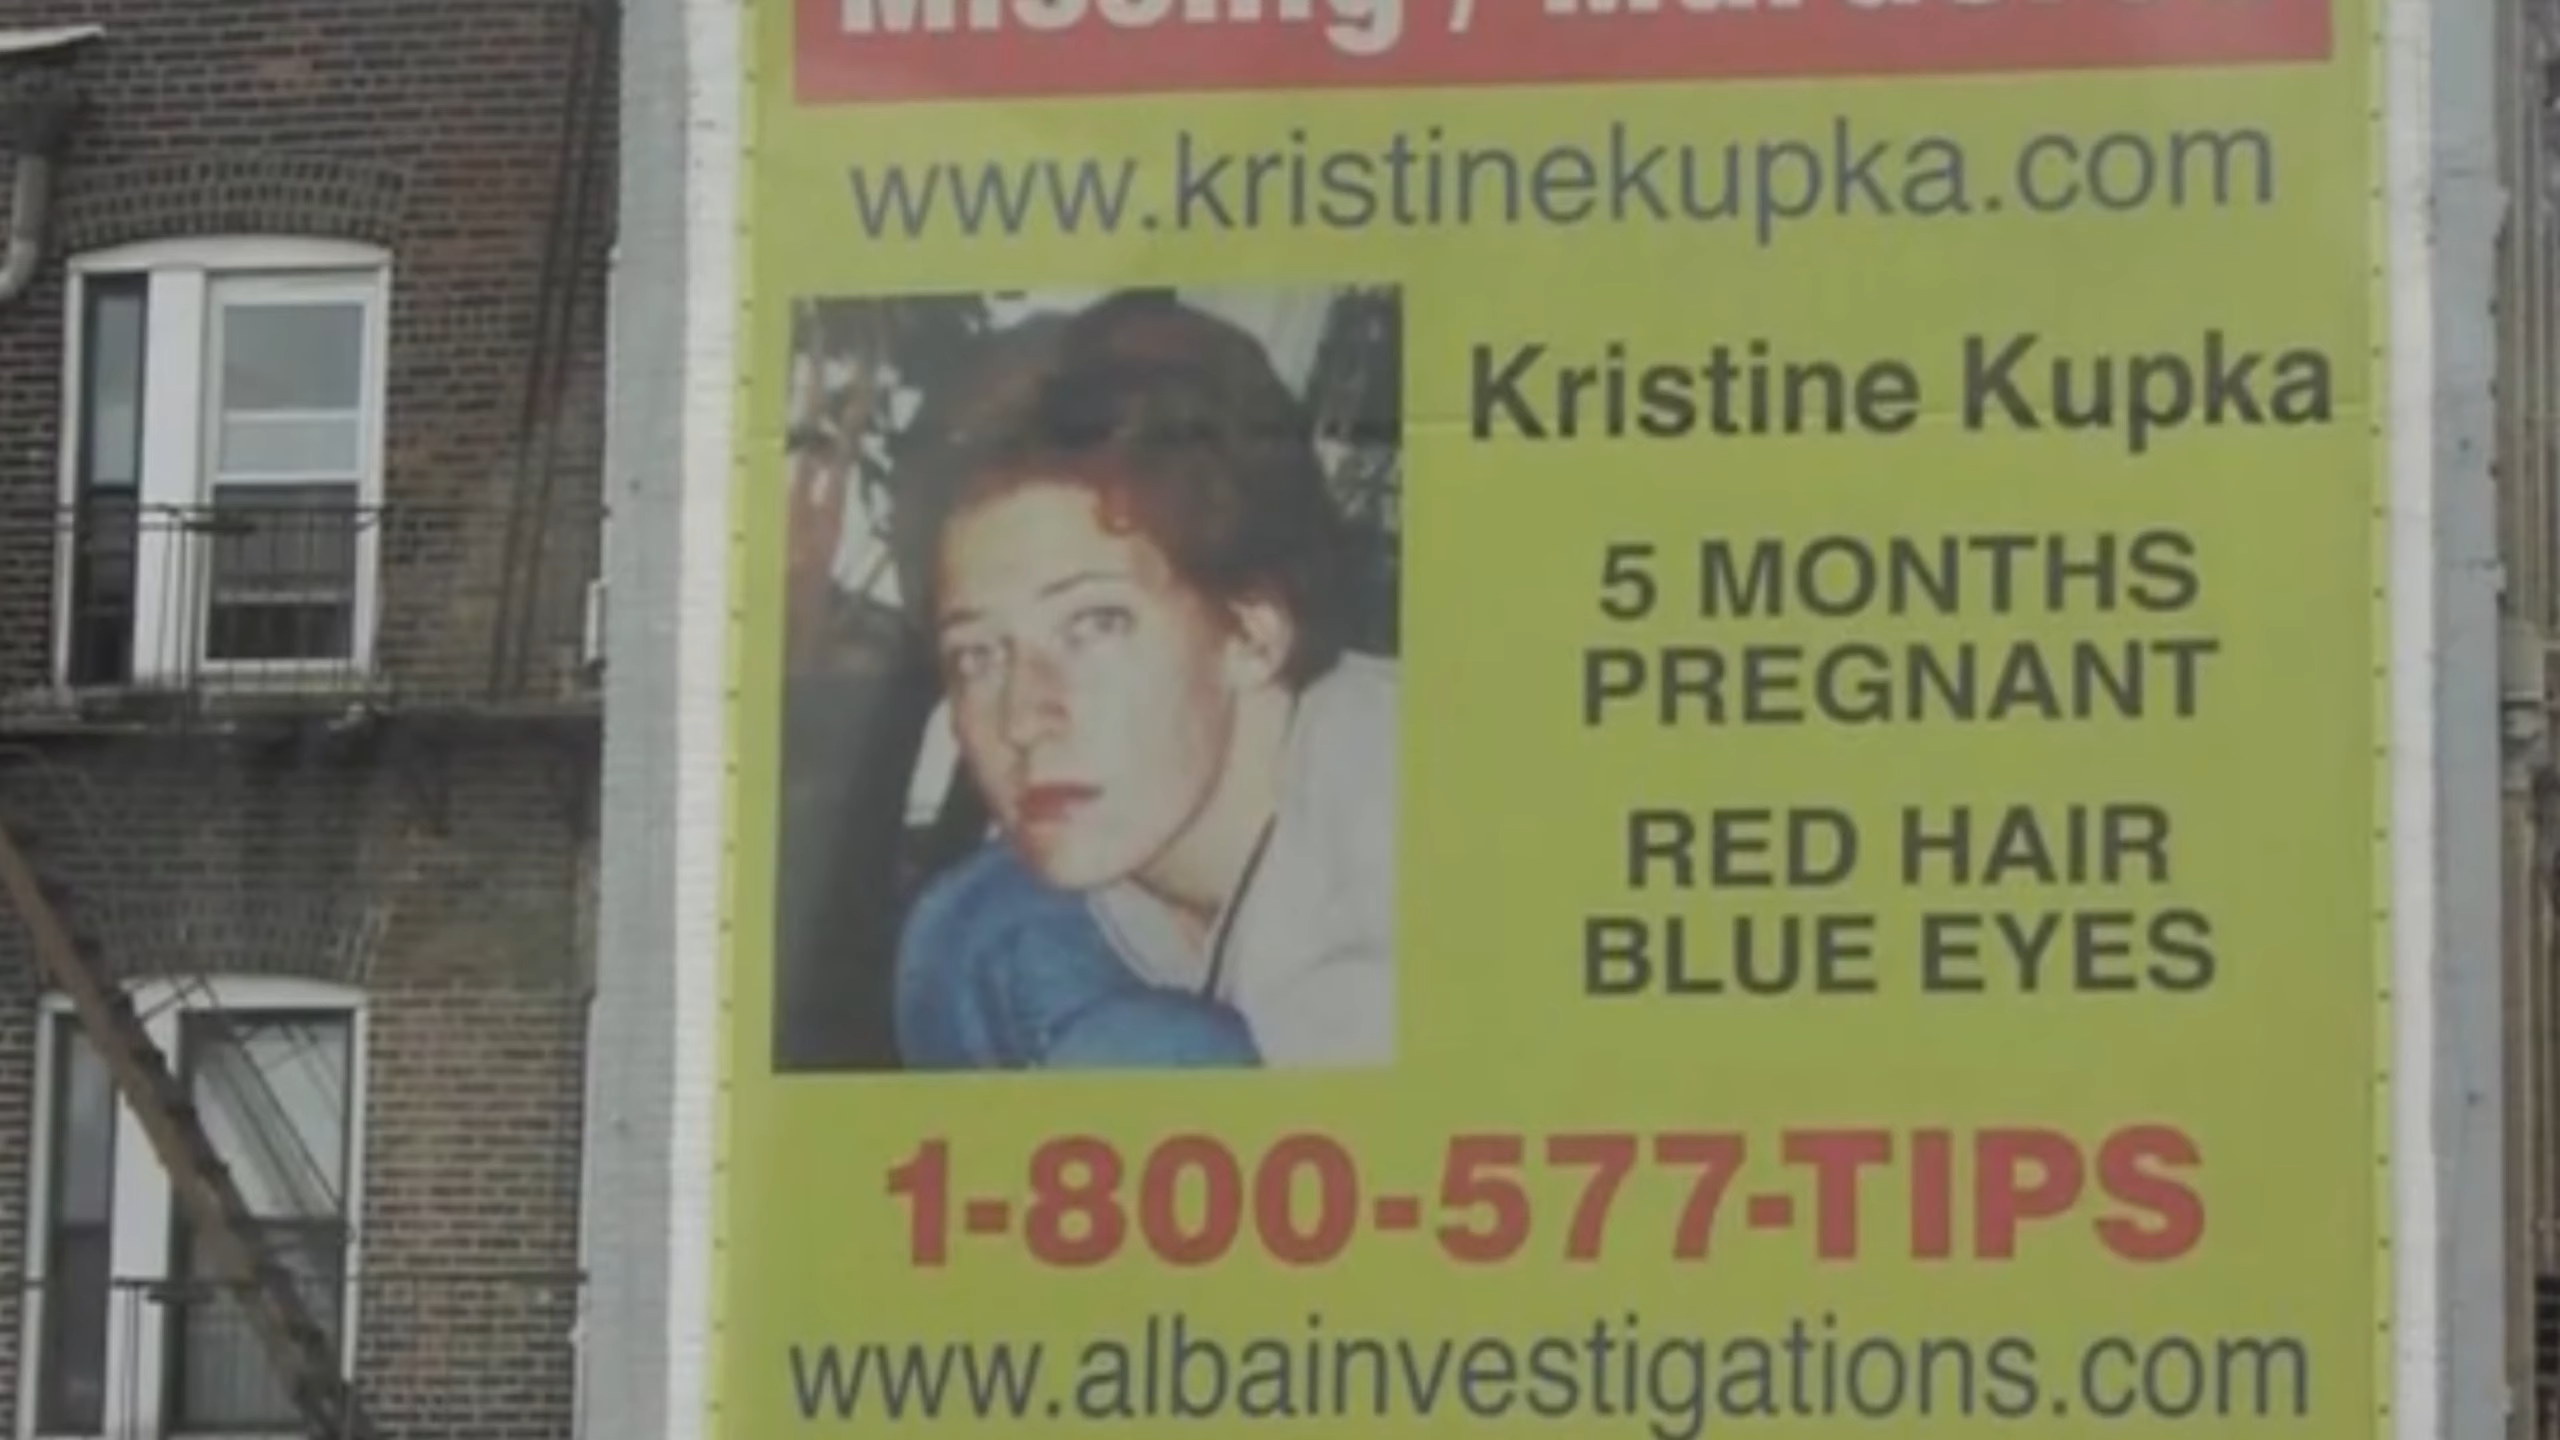 Missing /
www.kristinekupka.com
Kristine Kupka
5 MONTHS
PREGNANT
RED HAIR
BLUE EYES
1-800-577-TIPS
www.albainvestigations.com